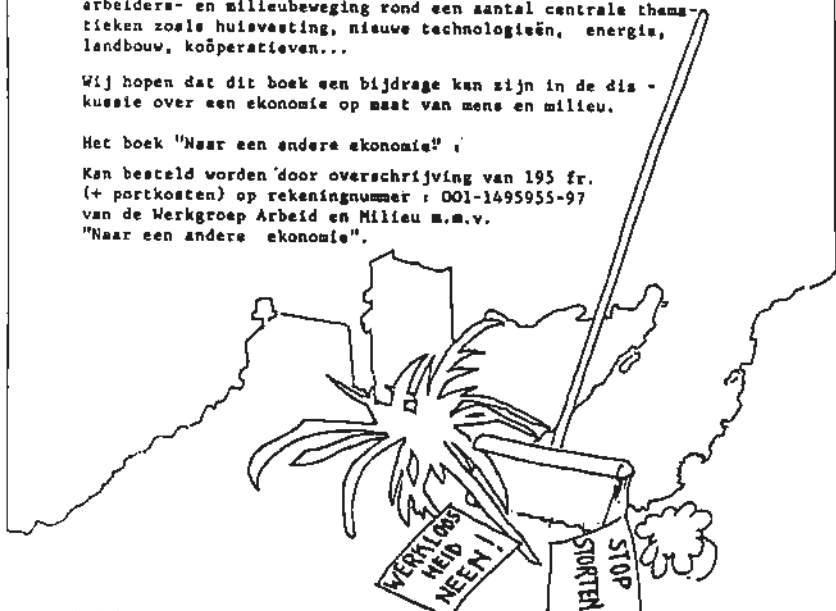 arbeiders- en milieubeweging rond een aantal centrale thema-
tieken zoals huisvesting, nieuwe technologieën, energie,
landbouw, koöperatieven...
Wij hopen dat dit boek een bijdrage kan zijn in de dis -
kussie over een ekonomie op maat van mens en milieu.
Het boek "Naar een andere ekonomie" :
Kan besteld worden door overschrijving van 195 fr.
(+ portkosten) op rekeningnummer : 001-1495955-97
van de Werkgroep Arbeid en Milieu m.m.v.
"Naar een andere ekonomie".
WERKLOOS
HEID
NEEN!
STOP
STORTEN